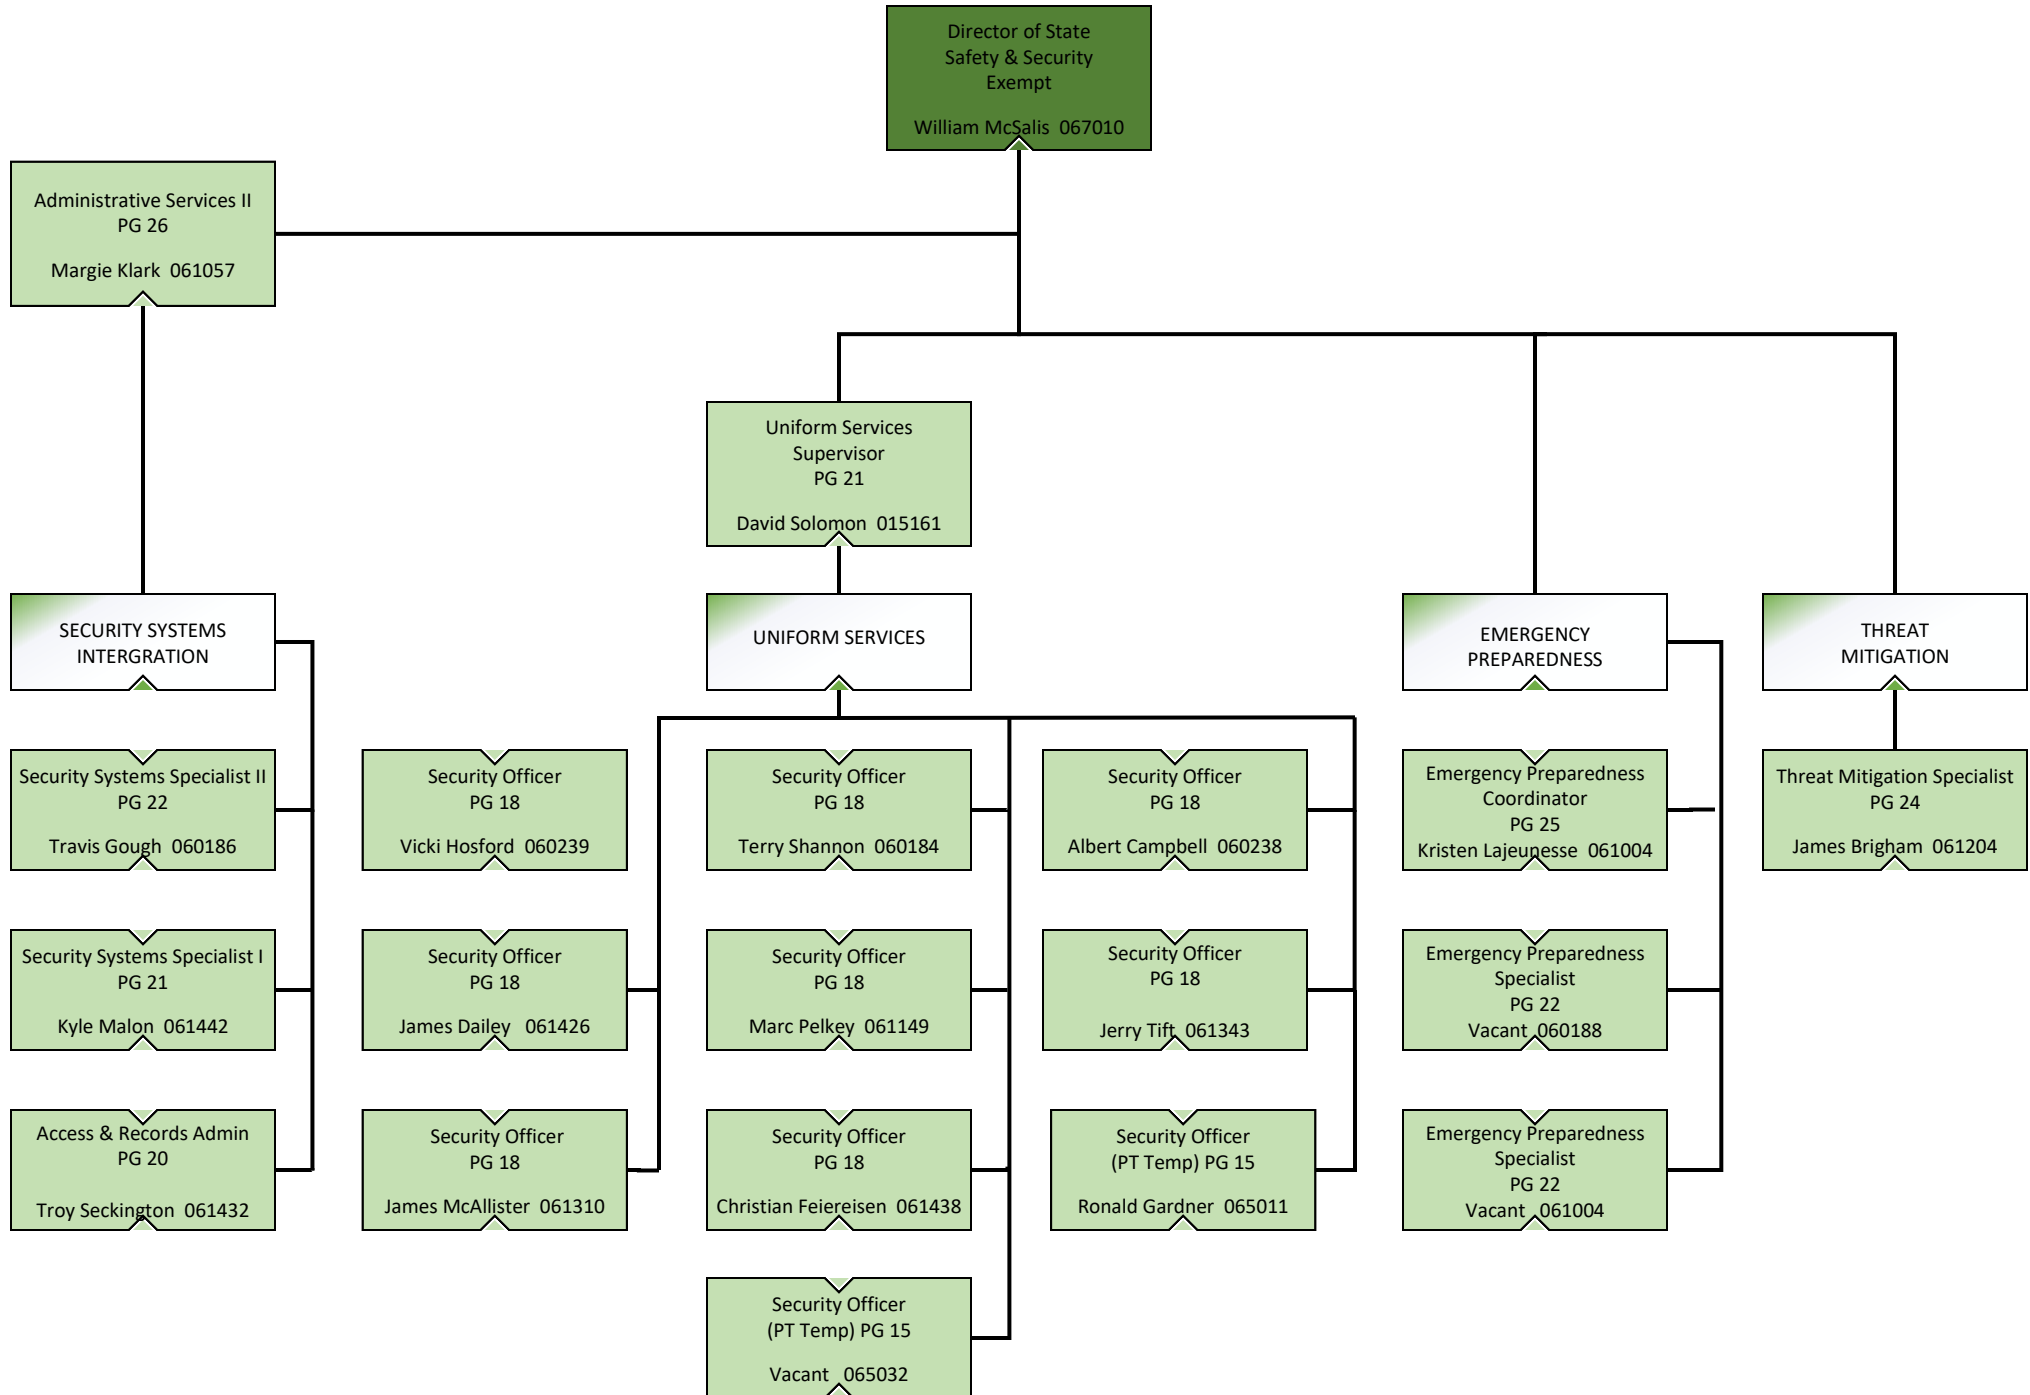 Director of State
Safety & Security
Exempt
William McSalis 067010
Administrative Services II
PG 26
Margie Klark 061057
Uniform Services
Supervisor
PG 21
David Solomon 015161
SECURITY SYSTEMS
INTERGRATION
UNIFORM SERVICES
EMERGENCY
PREPAREDNESS
THREAT
MITIGATION
Security Systems Specialist II
PG 22
Travis Gough 060186
Security Officer
PG 18
Vicki Hosford 060239
Security Officer
PG 18
Terry Shannon 060184
Security Officer
PG 18
Albert Campbell 060238
Emergency Preparedness
Coordinator
PG 25
Kristen Lajeunesse 061004
Threat Mitigation Specialist
PG 24
James Brigham 061204
Security Systems Specialist I
PG 21
Kyle Malon 061442
Security Officer
PG 18
James Dailey 061426
Security Officer
PG 18
Marc Pelkey 061149
Security Officer
PG 18
Jerry Tift 061343
Emergency Preparedness
Specialist
PG 22
Vacant 060188
Access & Records Admin
PG 20
Troy Seckington 061432
Security Officer
PG 18
James McAllister 061310
Security Officer
PG 18
Christian Feiereisen 061438
Security Officer
(PT Temp) PG 15
Ronald Gardner 065011
Emergency Preparedness
Specialist
PG 22
Vacant 061004
Security Officer
(PT Temp) PG 15
Vacant 065032